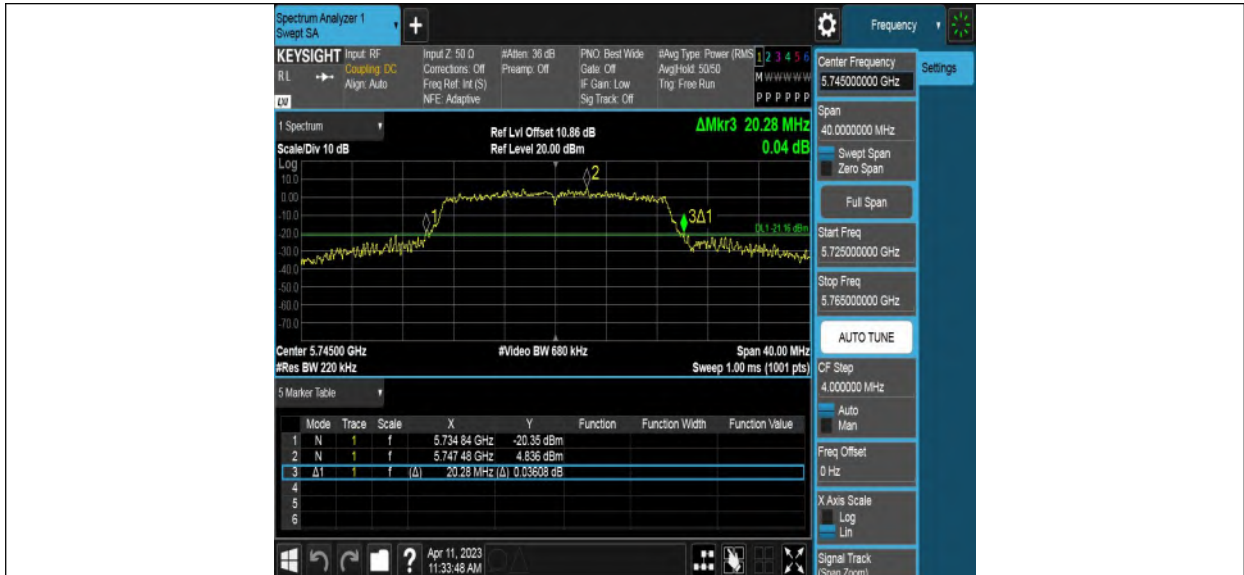 Spectrum Analyzer 1
Swept SA
+
Frequency
KEYSIGHT
RL
LXI
Input: RF
Coupling: DC
Align: Auto
Input Z: 50 Ω
Corrections: Off
Freq Ref: Int (S)
NFE: Adaptive
#Atten: 36 dB
Preamp: Off
PNO: Best Wide
Gate: Off
IF Gain: Low
Sig Track: Off
#Avg Type: Power (RMS
Avg|Hold: 50/50
Trig: Free Run
1 2 3 4 5 6
M W W W W W
P P P P P P
1 Spectrum
Scale/Div 10 dB
Ref Lvl Offset 10.86 dB
Ref Level 20.00 dBm
ΔMkr3 20.28 MHz
0.04 dB
Log
10.0
0.00
-10.0
-20.0
-30.0
-40.0
-50.0
-60.0
-70.0
1
2
3Δ1
DL1 -21.16 dBm
Center 5.74500 GHz
#Video BW 680 kHz
Span 40.00 MHz
#Res BW 220 kHz
Sweep 1.00 ms (1001 pts)
5 Marker Table
Mode Trace Scale X Y Function Function Width Function Value
1 N 1 f 5.734 84 GHz -20.35 dBm
2 N 1 f 5.747 48 GHz 4.836 dBm
3 Δ1 1 f (Δ) 20.28 MHz (Δ) 0.03608 dB
4
5
6
?
Apr 11, 2023
11:33:48 AM
Center Frequency
5.745000000 GHz
Span
40.0000000 MHz
Swept Span
Zero Span
Full Span
Start Freq
5.725000000 GHz
Stop Freq
5.765000000 GHz
AUTO TUNE
CF Step
4.000000 MHz
Auto
Man
Freq Offset
0 Hz
X Axis Scale
Log
Lin
Signal Track
(Span Zoom)
Settings